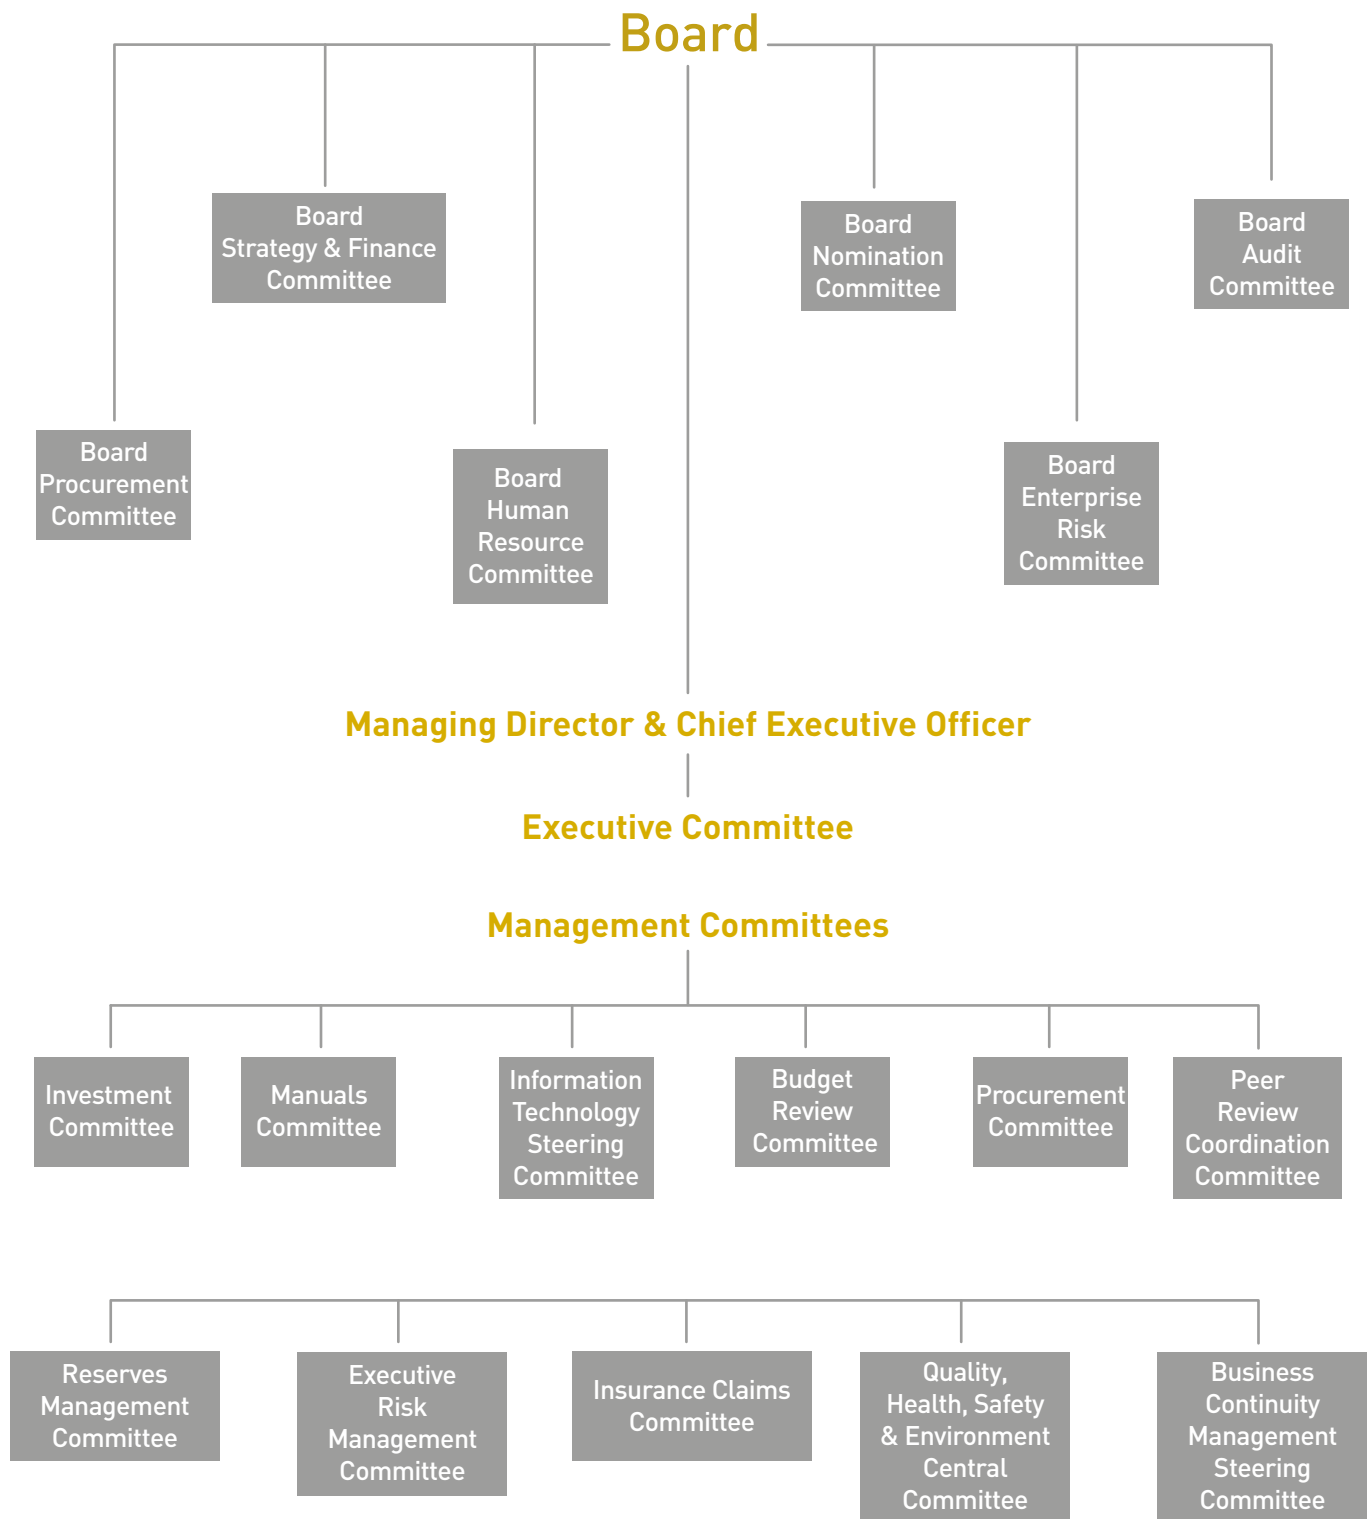 Board
Board
Strategy & Finance
Committee
Board
Nomination
Committee
Board
Audit
Committee
Board
Procurement
Committee
Board
Human
Resource
Committee
Board
Enterprise
Risk
Committee
Managing Director & Chief Executive Officer
Executive Committee
Management Committees
Investment
Committee
Manuals
Committee
Information
Technology
Steering
Committee
Budget
Review
Committee
Procurement
Committee
Peer
Review
Coordination
Committee
Reserves
Management
Committee
Executive
Risk
Management
Committee
Insurance Claims
Committee
Quality,
Health, Safety
& Environment
Central
Committee
Business
Continuity
Management
Steering
Committee